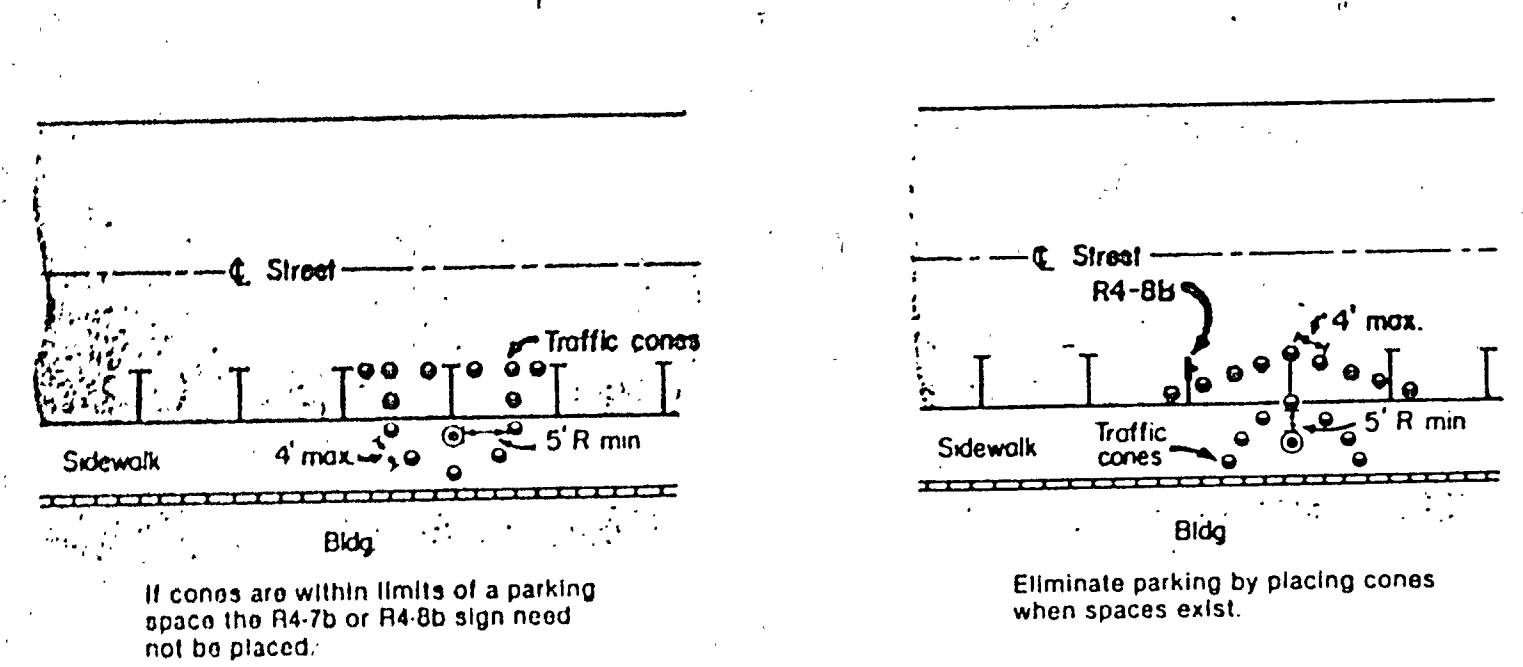 ℄ Street
Traffic cones
5' R min
4' max
Sidewalk
Bldg.
If cones are within limits of a parking
space the R4-7b or R4-8b sign need
not be placed.
℄ Street
R4-8b
4' max.
5' R min
Traffic
cones
Sidewalk
Bldg
Eliminate parking by placing cones
when spaces exist.